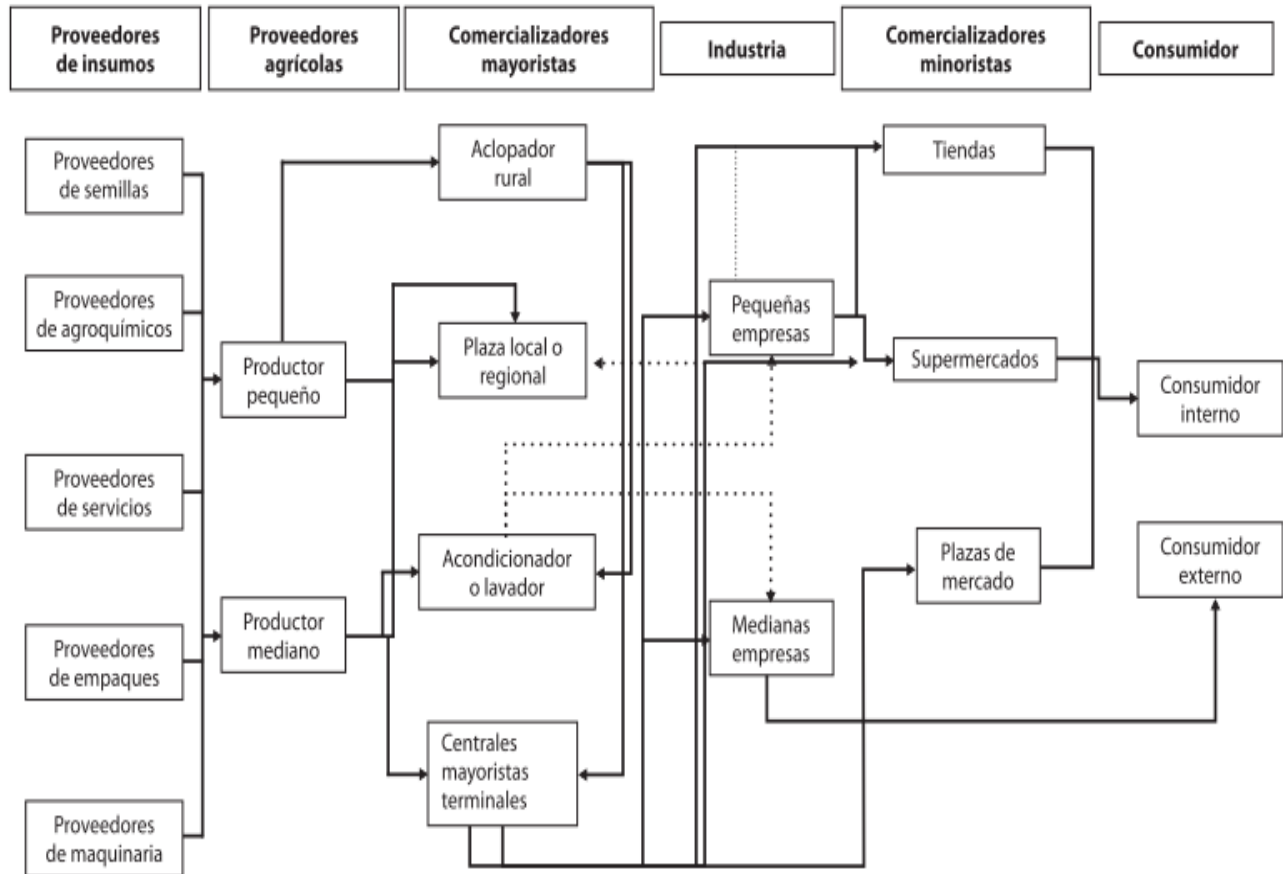 Proveedores
de insumos
Proveedores
agrícolas
Comercializadores
mayoristas
Industria
Comercializadores
minoristas
Consumidor
Proveedores
de semillas
Proveedores
de agroquímicos
Proveedores
de servicios
Proveedores
de empaques
Proveedores
de maquinaria
Productor
pequeño
Productor
mediano
Aclopador
rural
Plaza local o
regional
Acondicionador
o lavador
Centrales
mayoristas
terminales
Pequeñas
empresas
Medianas
empresas
Tiendas
Supermercados
Plazas de
mercado
Consumidor
interno
Consumidor
externo